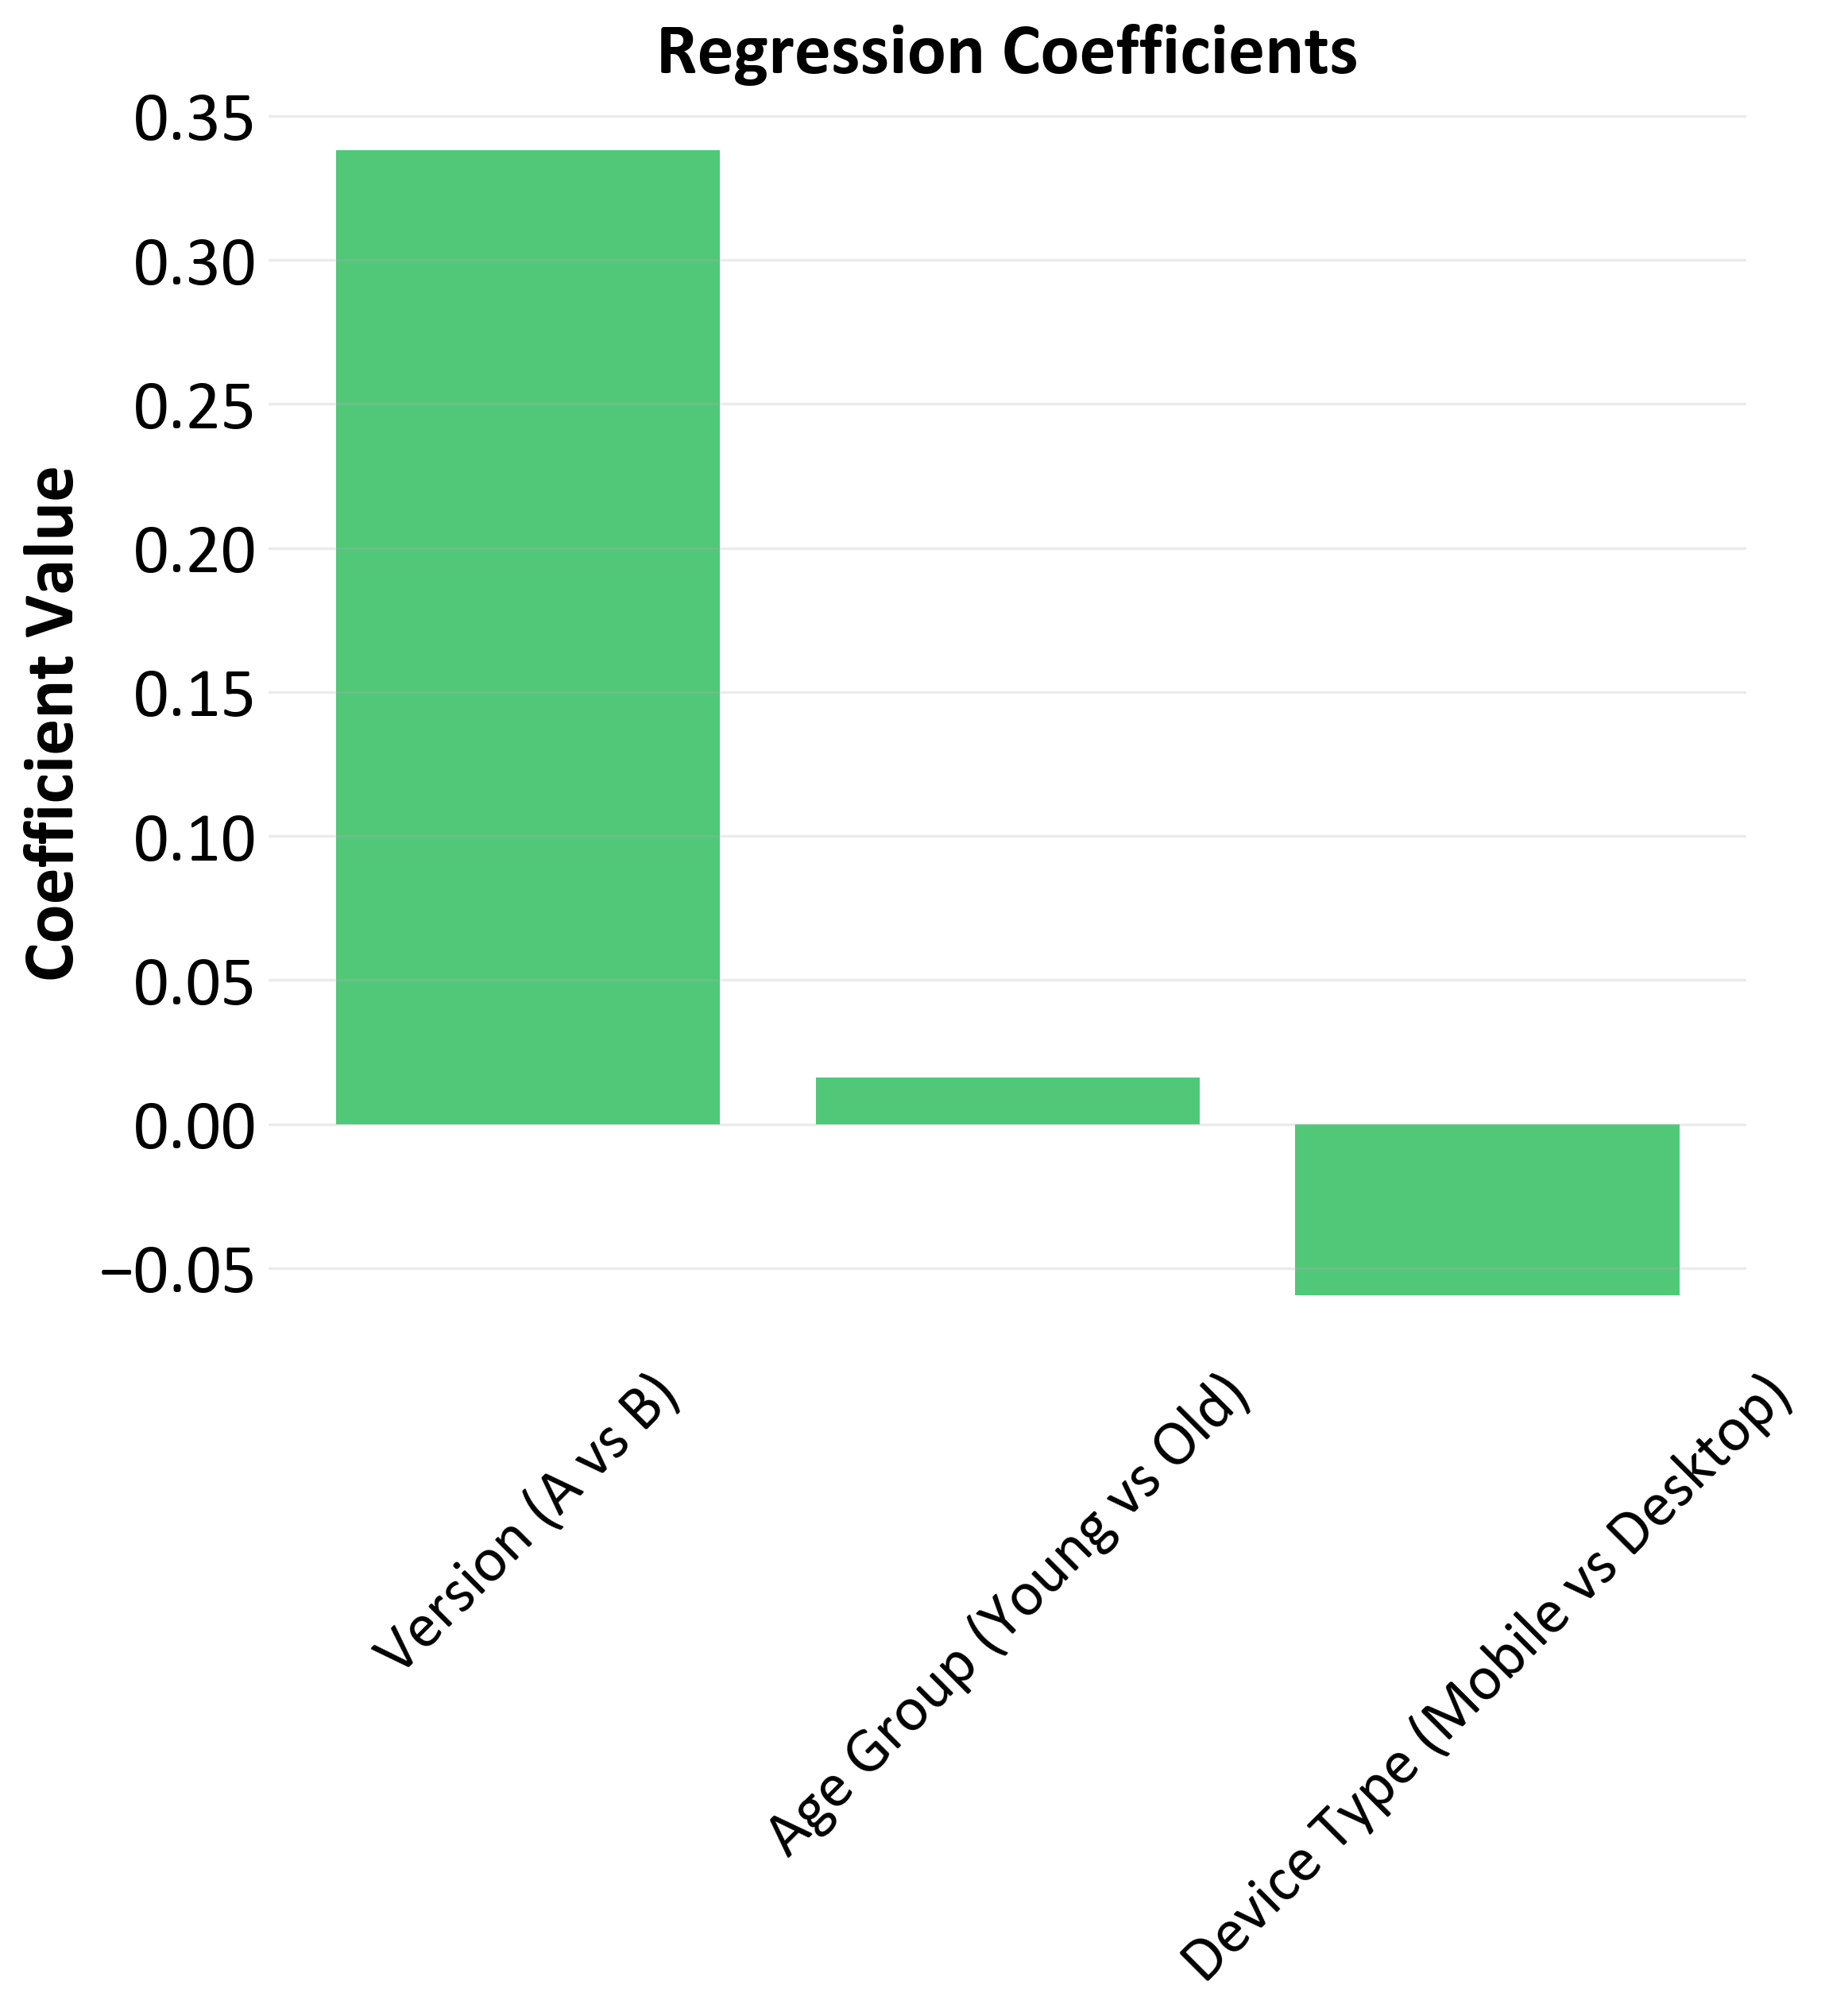 Regression Coefficients
Coefficient Value
0.35
0.30
0.25
0.20
0.15
0.10
0.05
0.00
−0.05
Version (A vs B)
Age Group (Young vs Old)
Device Type (Mobile vs Desktop)